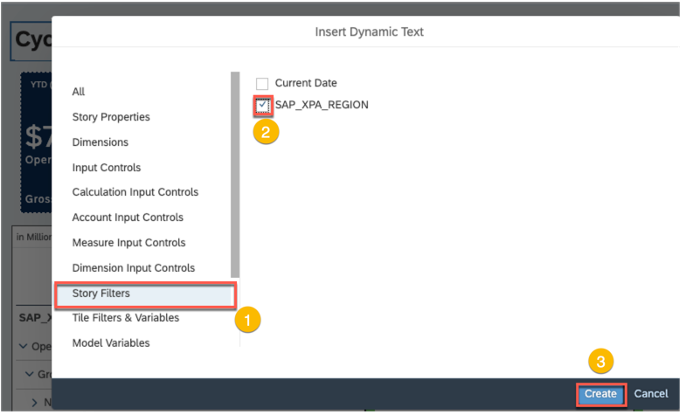 Insert Dynamic Text
Cyc
YTD
$7
Oper
Gross
in Million
SAP_X
Ope
Gro
N
All
Story Properties
Dimensions
Input Controls
Calculation Input Controls
Account Input Controls
Measure Input Controls
Dimension Input Controls
Story Filters
Tile Filters & Variables
Model Variables
1
Current Date
SAP_XPA_REGION
2
3
Create Cancel